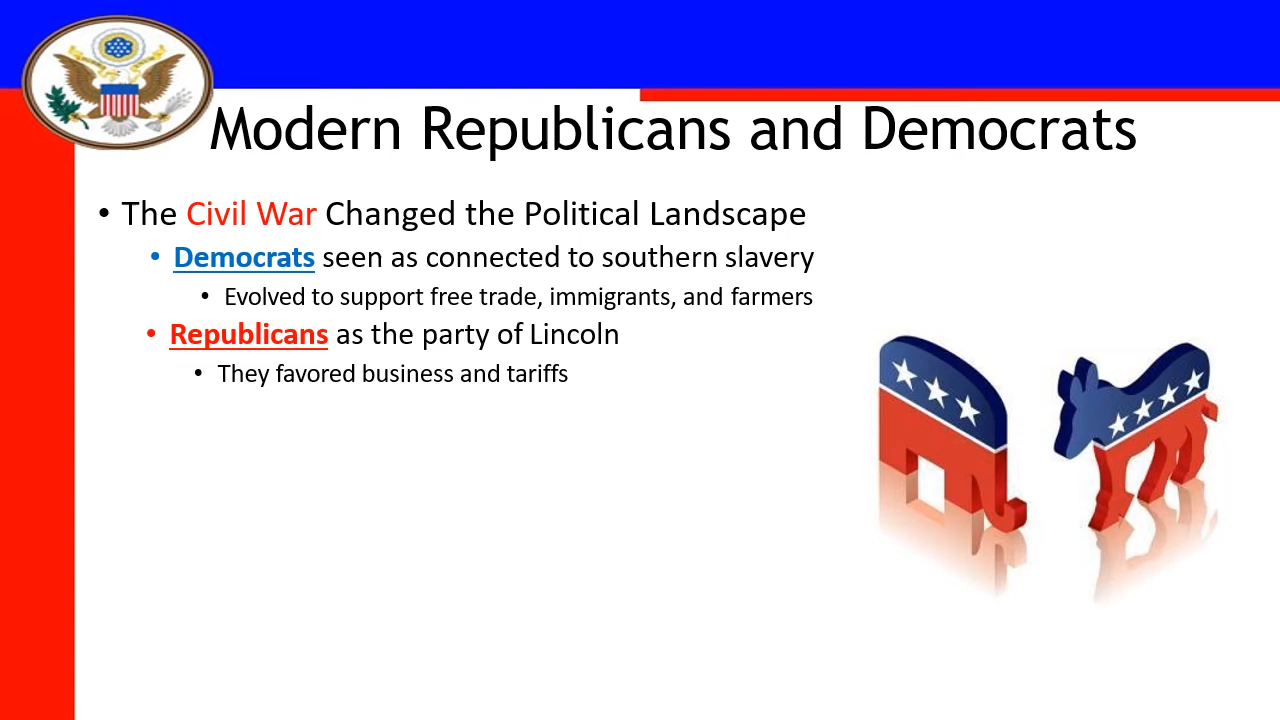 Modern Republicans and Democrats
• The Civil War Changed the Political Landscape
• Democrats seen as connected to southern slavery
• Evolved to support free trade, immigrants, and farmers
• Republicans as the party of Lincoln
• They favored business and tariffs